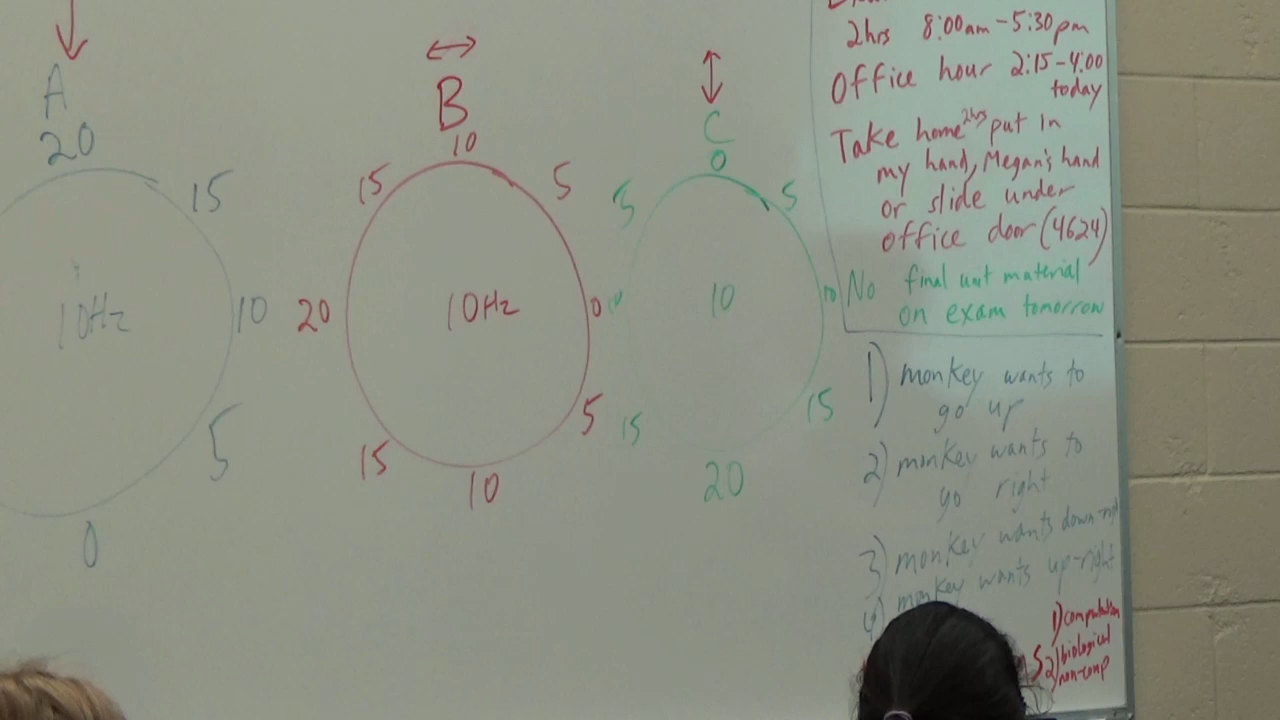 A
20
15
10Hz
10
5
0
B
10
15
5
20
10Hz
0
15
5
10
C
0
5
5
10
10
10
15
15
20
2hrs 8:00am-5:30pm
Office hour 2:15-4:00
today
Take home 2hrs put in
my hand, Megan's hand
or slide under
office door (4624)
No final unit material
on exam tomorrow
1) monkey wants to
go up
2) monkey wants to
go right
3) monkey wants down-right
4) monkey wants up-right
1) computation
2) biological
non-comp